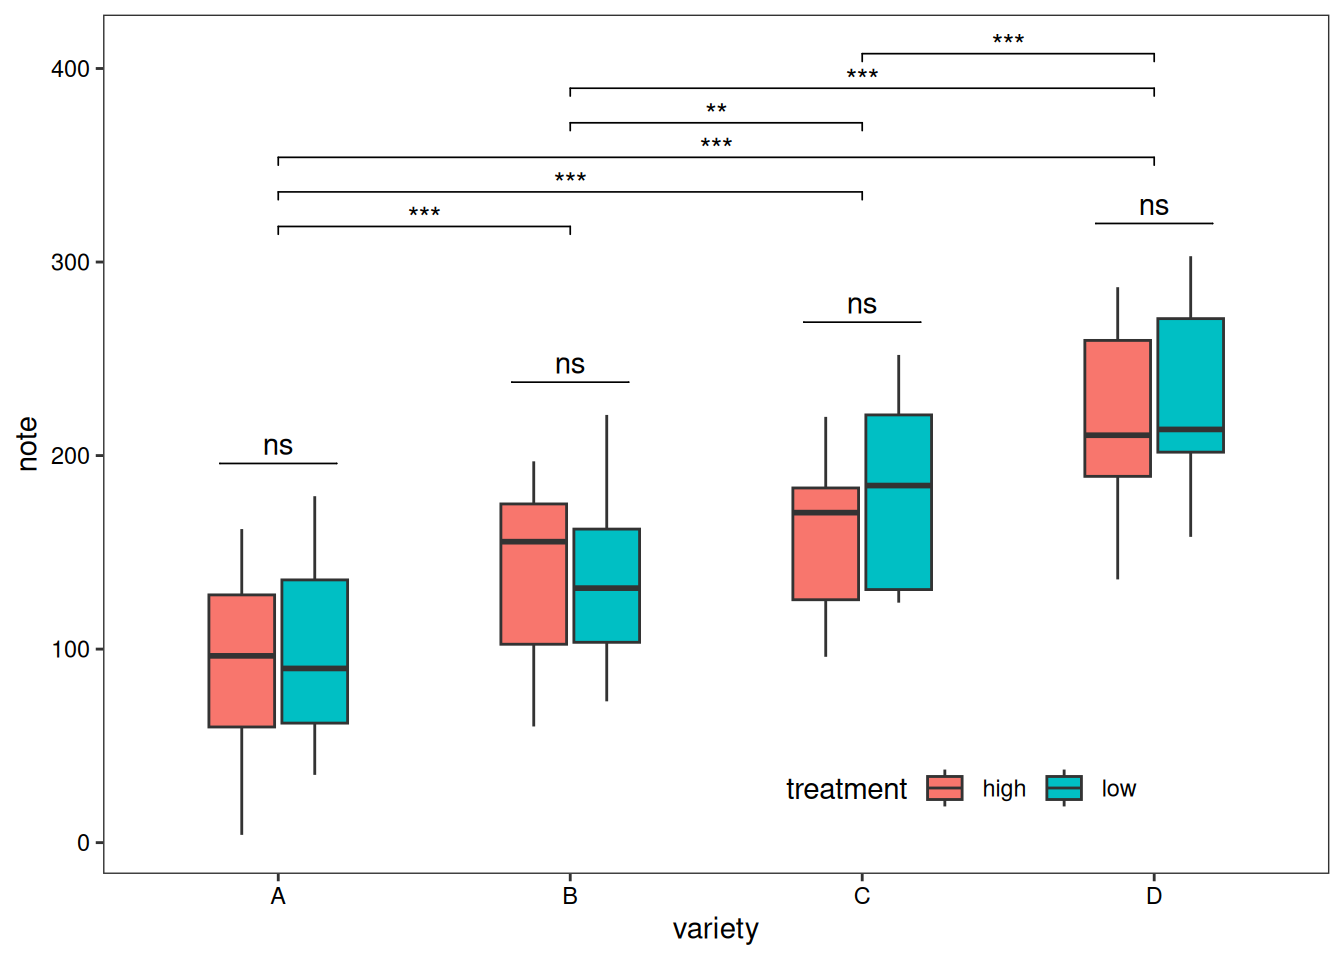 ***
400
***
**
***
***
ns
***
300
ns
ns
ns
200
note
100
treatment high low
0
A B C D
variety